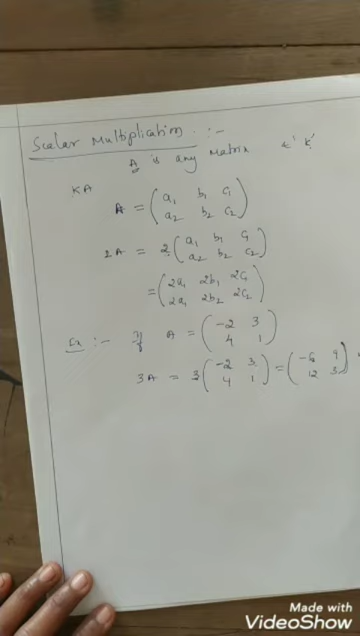 Scalar Multiplication :-
A is any Matrix & 'K'
KA
A = ( a₁ b₁ c₁
a₂ b₂ c₂ )
2A = 2 ( a₁ b₁ c₁
a₂ b₂ c₂ )
= ( 2a₁ 2b₁ 2c₁
2a₁ 2b₂ 2c₂ )
Ex :- If A = ( -2 3
4 1 )
3A = 3 ( -2 3
4 1 ) = ( -6 9
12 3 )
Made with
VideoShow